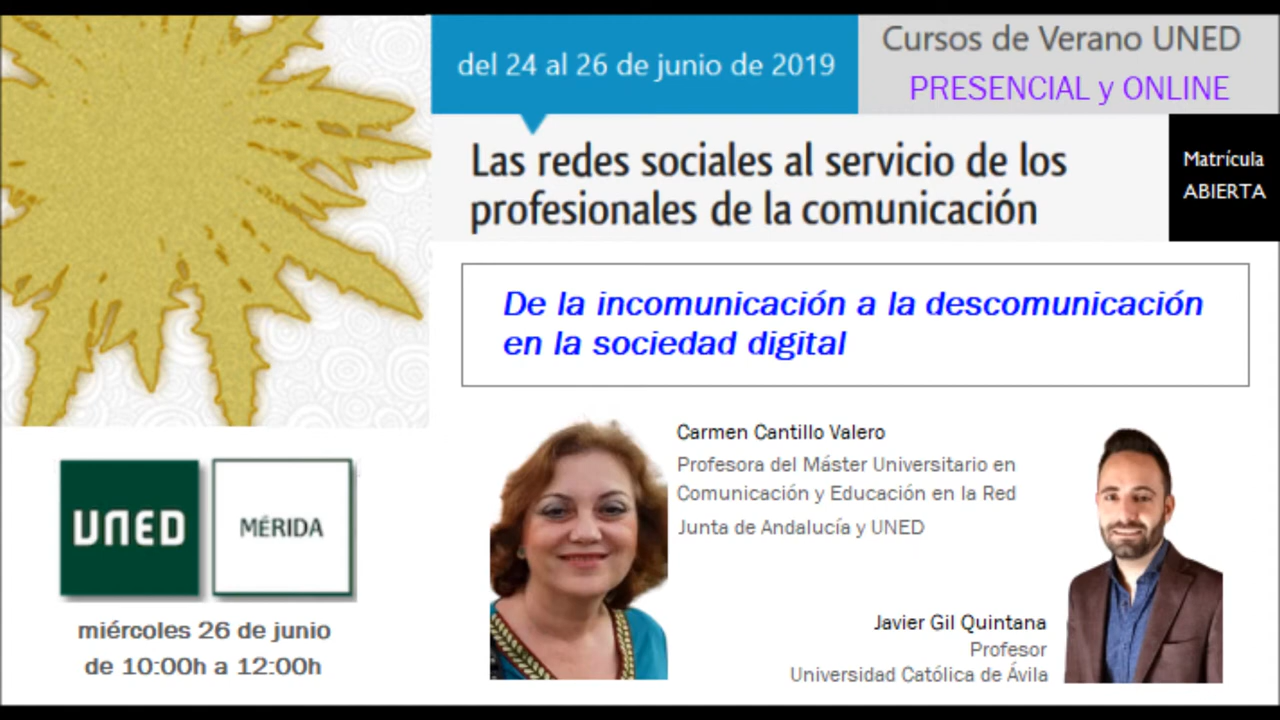 del 24 al 26 de junio de 2019
Cursos de Verano UNED
PRESENCIAL y ONLINE
Las redes sociales al servicio de los
profesionales de la comunicación
Matrícula
ABIERTA
De la incomunicación a la descomunicación
en la sociedad digital
Carmen Cantillo Valero
Profesora del Máster Universitario en
Comunicación y Educación en la Red
Junta de Andalucía y UNED
Javier Gil Quintana
Profesor
Universidad Católica de Ávila
UNED
MÉRIDA
miércoles 26 de junio
de 10:00h a 12:00h